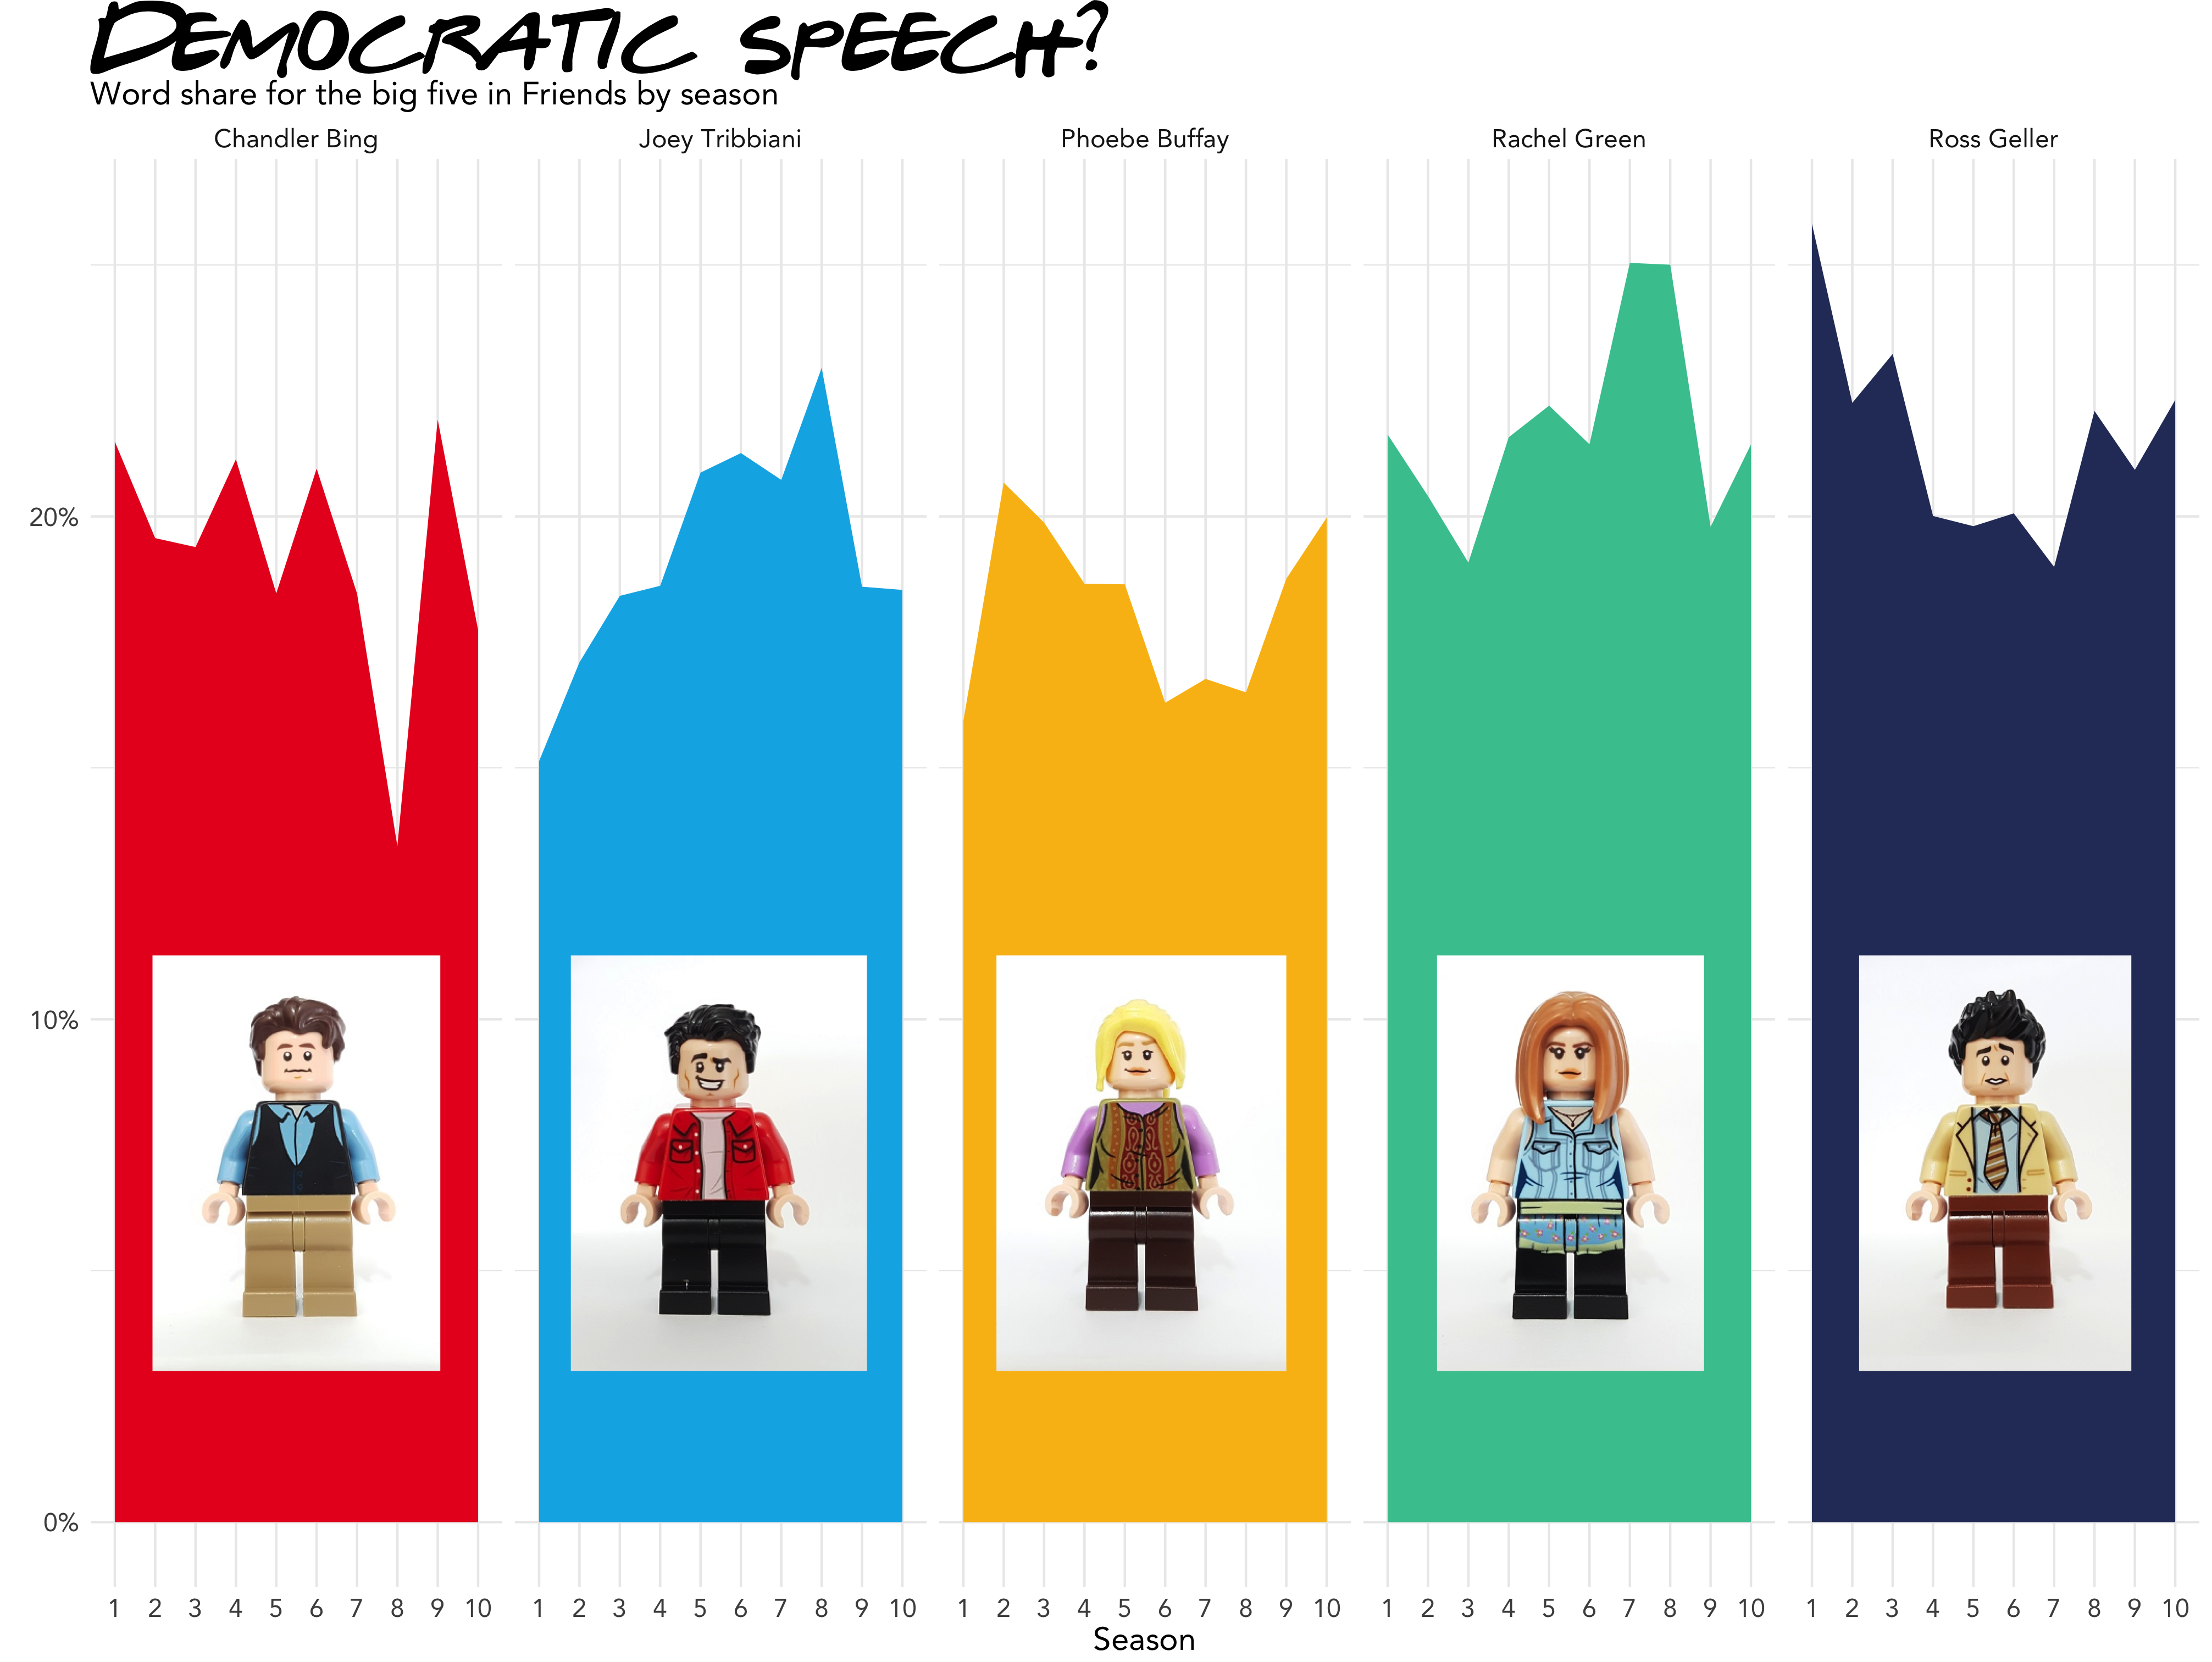 DEMOCRATIC SPEECH?
Word share for the big five in Friends by season
Chandler Bing Joey Tribbiani Phoebe Buffay Rachel Green Ross Geller
20%
10%
0%
1 2 3 4 5 6 7 8 9 10 1 2 3 4 5 6 7 8 9 10 1 2 3 4 5 6 7 8 9 10 1 2 3 4 5 6 7 8 9 10 1 2 3 4 5 6 7 8 9 10
Season